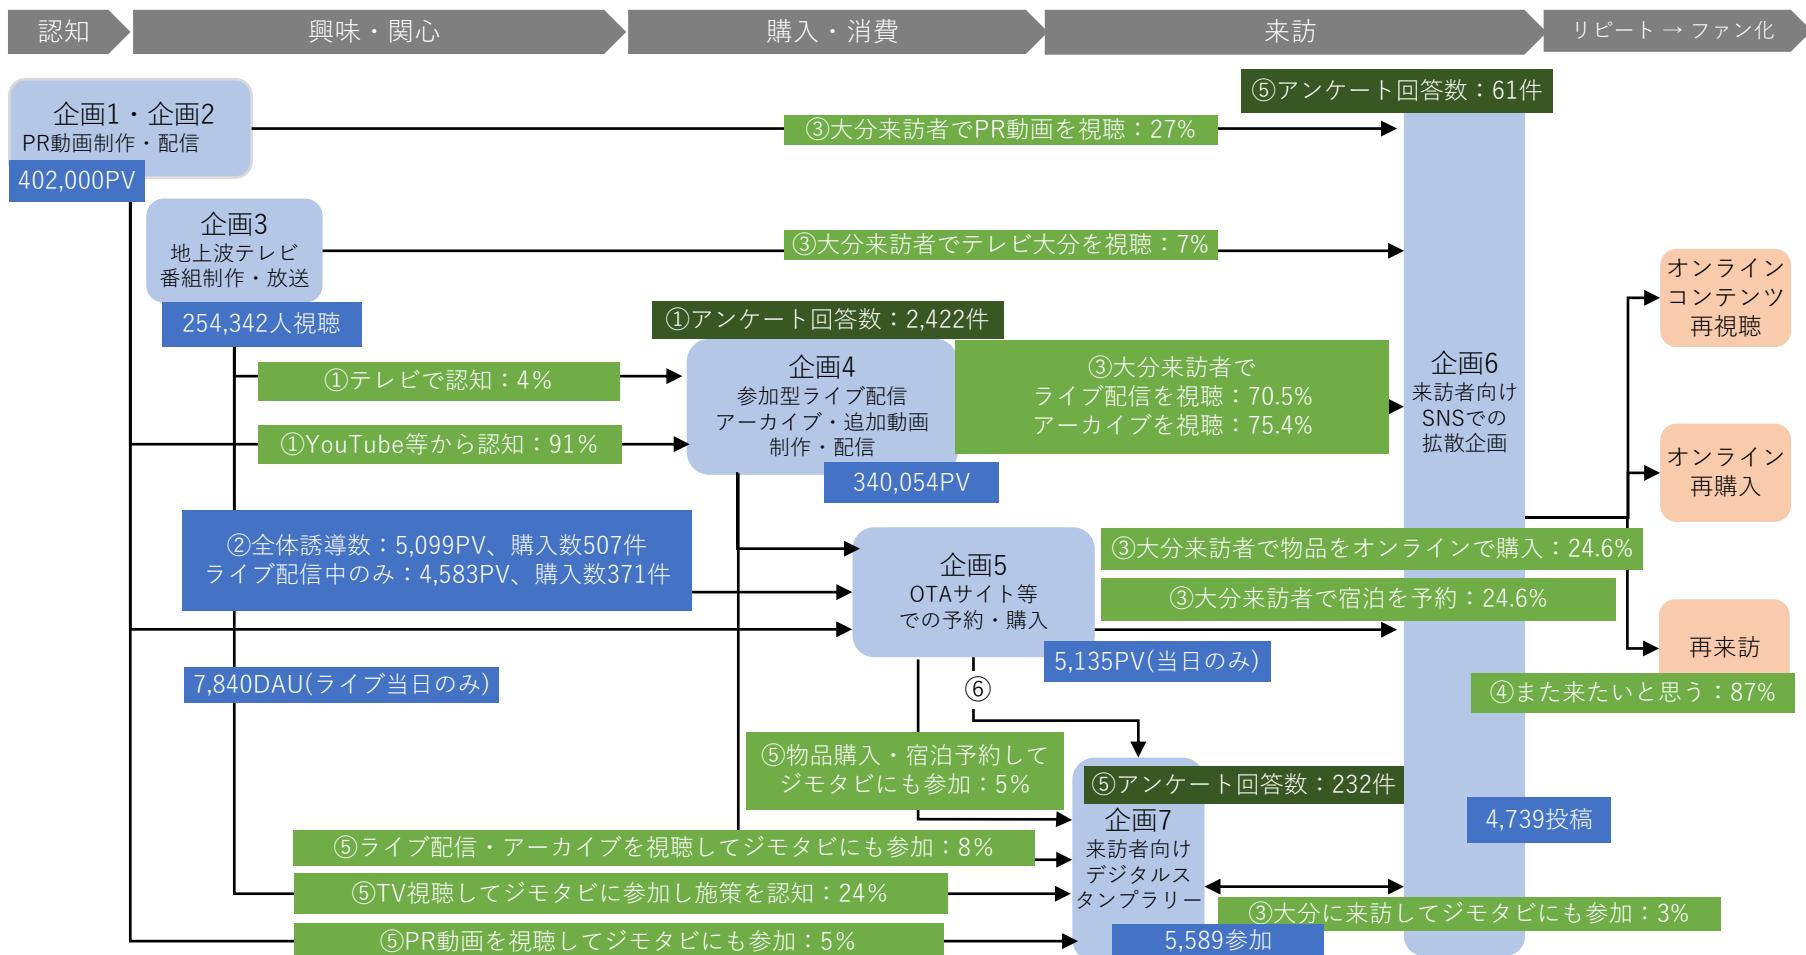 認知
興味・関心
購入・消費
来訪
リピート → ファン化
⑤アンケート回答数：61件
企画1・企画2
PR動画制作・配信
402,000PV
③大分来訪者でPR動画を視聴：27%
企画3
地上波テレビ
番組制作・放送
254,342人視聴
③大分来訪者でテレビ大分を視聴：7%
①アンケート回答数：2,422件
①テレビで認知：4%
①YouTube等から認知：91%
企画4
参加型ライブ配信
アーカイブ・追加動画
制作・配信
340,054PV
③大分来訪者で
ライブ配信を視聴：70.5%
アーカイブを視聴：75.4%
企画6
来訪者向け
SNSでの
拡散企画
オンライン
コンテンツ
再視聴
オンライン
再購入
再来訪
④また来たいと思う：87%
②全体誘導数：5,099PV、購入数507件
ライブ配信中のみ：4,583PV、購入数371件
企画5
OTAサイト等
での予約・購入
5,135PV(当日のみ)
③大分来訪者で物品をオンラインで購入：24.6%
③大分来訪者で宿泊を予約：24.6%
7,840DAU(ライブ当日のみ)
⑥
⑤物品購入・宿泊予約して
ジモタビにも参加：5%
⑤アンケート回答数：232件
企画7
来訪者向け
デジタルス
タンプラリー
5,589参加
4,739投稿
⑤ライブ配信・アーカイブを視聴してジモタビにも参加：8%
⑤TV視聴してジモタビに参加し施策を認知：24%
⑤PR動画を視聴してジモタビにも参加：5%
③大分に来訪してジモタビにも参加：3%